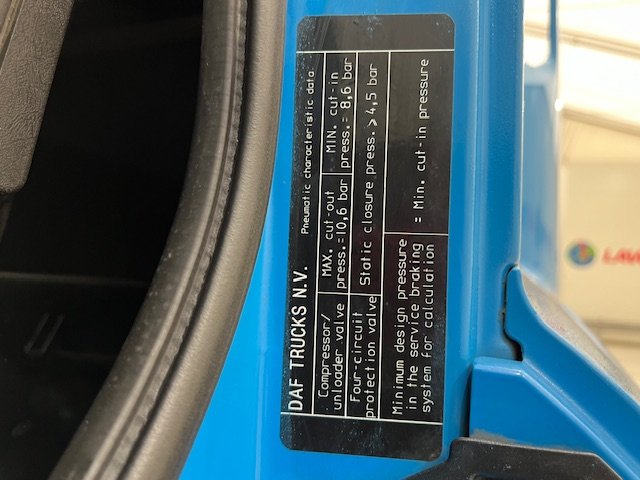 DAF TRUCKS N.V. Pneumatic characteristic data
Compressor/ MAX. cut-out MIN. cut-in
unloader valve press.=10,6 bar press.= 8,6 bar
Four-circuit Static closure press. > 4,5 bar
protection valve
Minimum design pressure
in the service braking = Min. cut-in pressure
system for calculation
LAW